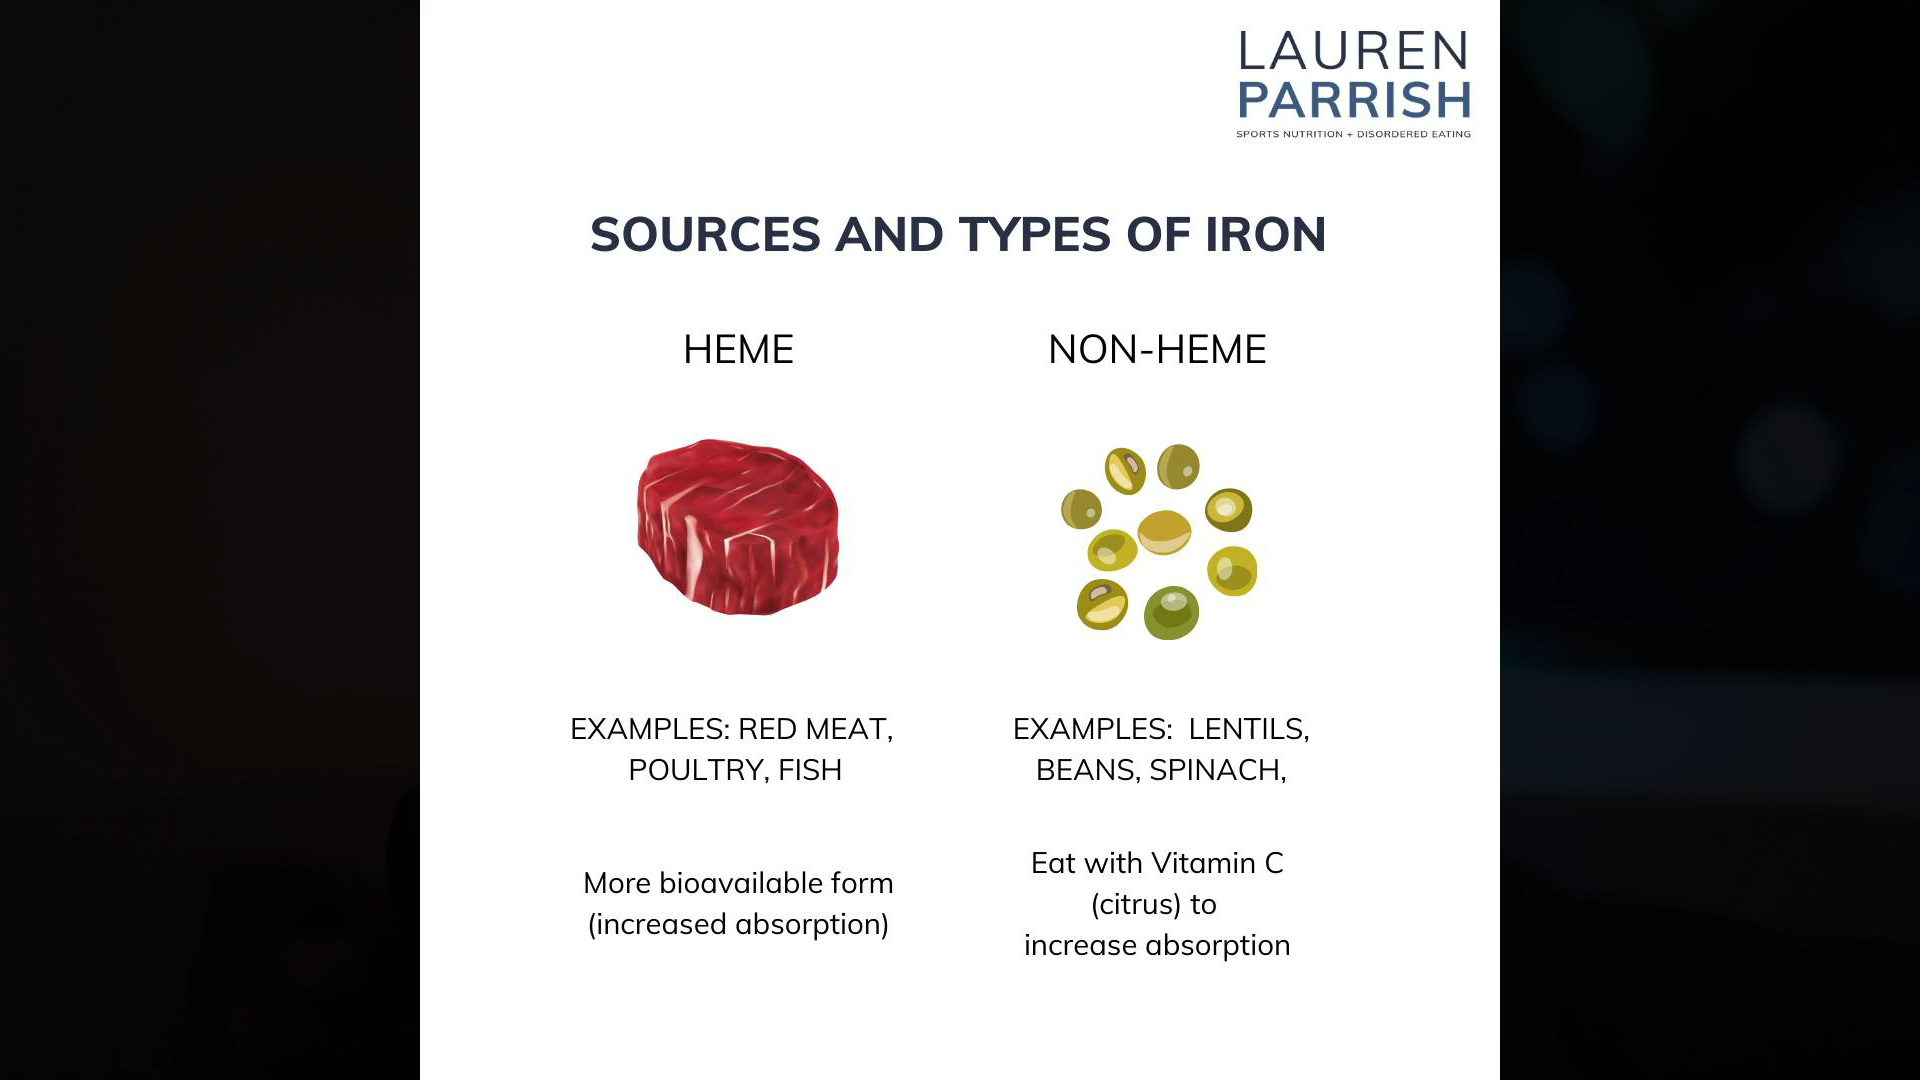 LAUREN
PARRISH
SPORTS NUTRITION + DISORDERED EATING
SOURCES AND TYPES OF IRON
HEME
NON-HEME
EXAMPLES: RED MEAT,
POULTRY, FISH
EXAMPLES:  LENTILS,
BEANS, SPINACH,
More bioavailable form
(increased absorption)
Eat with Vitamin C
(citrus) to
increase absorption